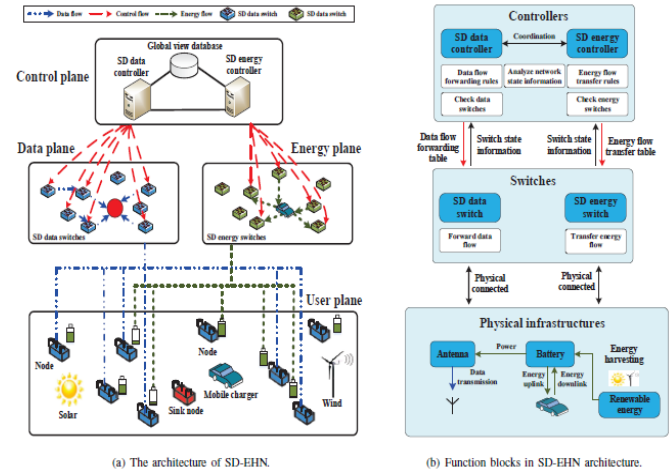 Data flow
Control flow
Energy flow
SD data switch
SD data switch
Global view database
SD data
controller
SD energy
controller
Control plane
Data plane
Energy plane
SD data switches
SD energy switches
User plane
Node
Node
Solar
Sink node
Mobile charger
Wind
(a) The architecture of SD-EHN.
Controllers
SD data
controller
Coordination
SD energy
controller
Data flow
forwarding rules
Analyze network
state information
Energy flow
transfer rules
Check data
switches
Check energy
switches
Data flow
forwarding
table
Switch state
information
Switch state
information
Energy flow
transfer table
Switches
SD data
switch
SD energy
switch
Forward data
flow
Transfer energy
flow
Physical
connected
Physical
connected
Physical infrastructures
Antenna
Power
Battery
Energy
harvesting
Data
transmission
Energy
uplink
Energy
downlink
Renewable
energy
(b) Function blocks in SD-EHN architecture.